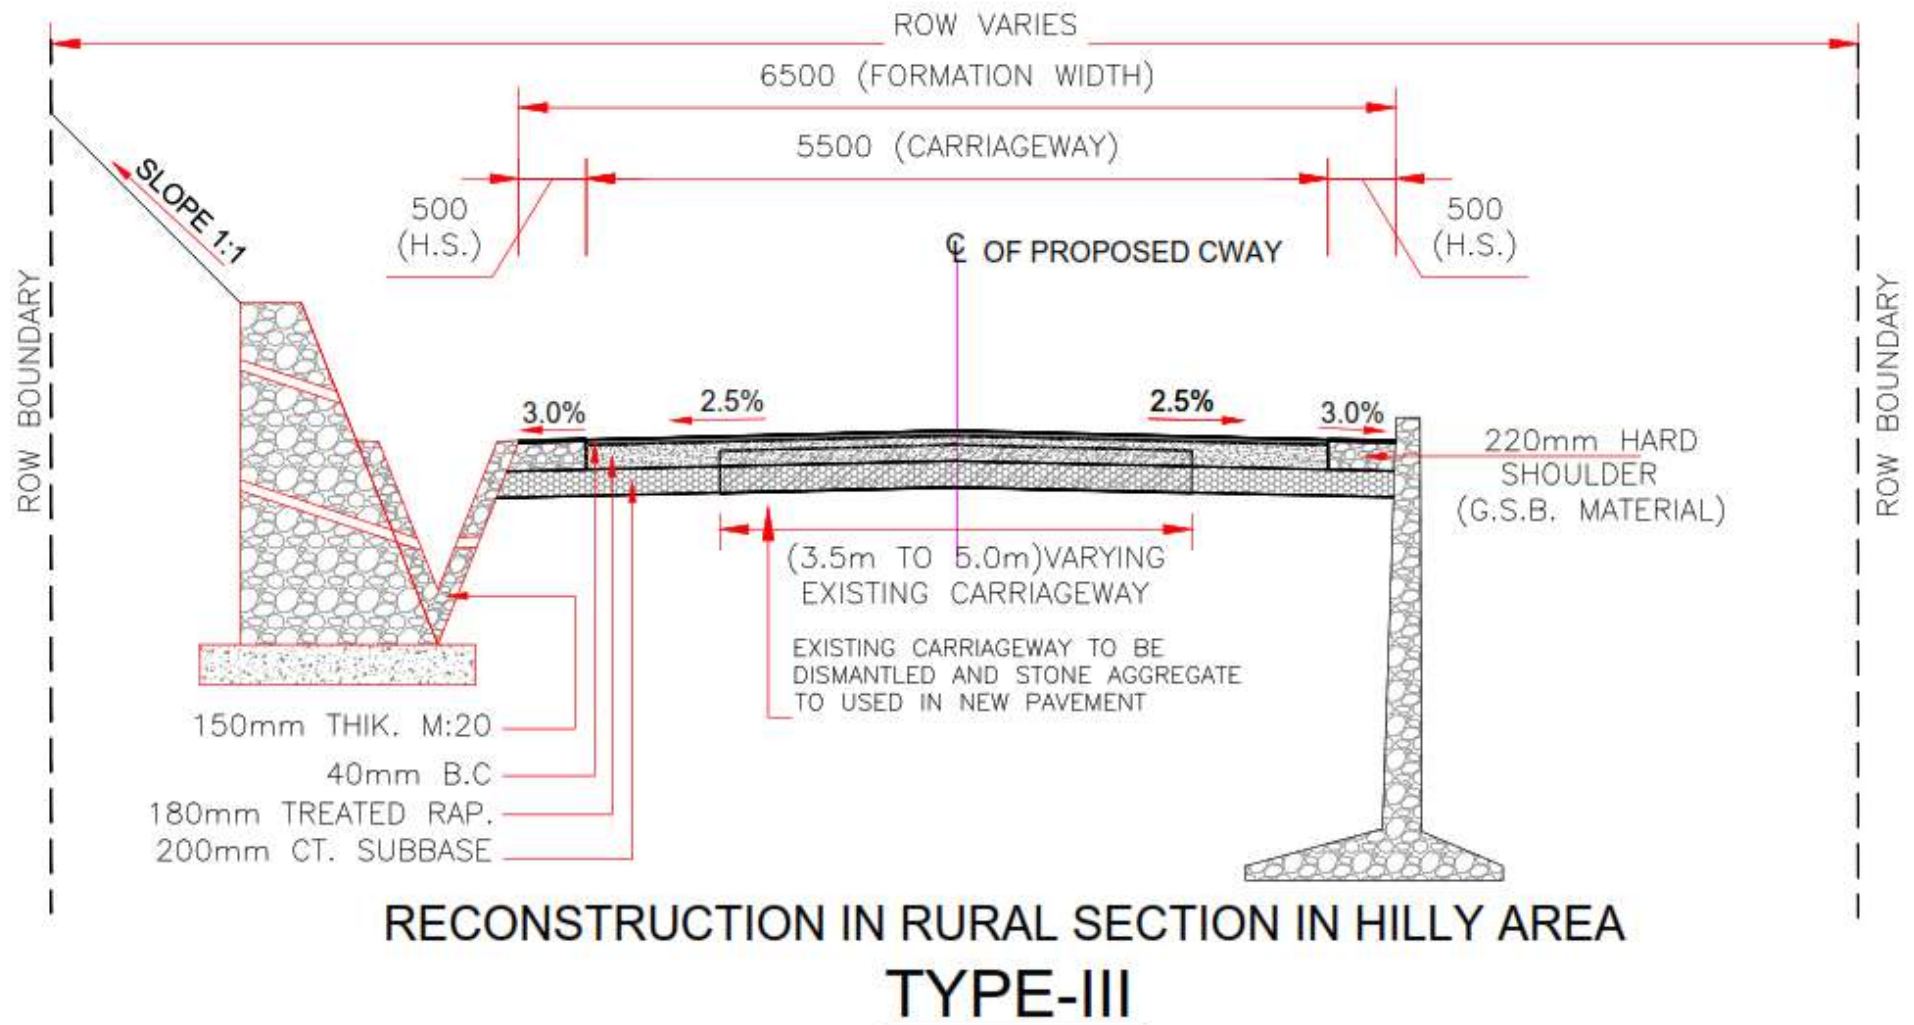 ROW VARIES
6500 (FORMATION WIDTH)
5500 (CARRIAGEWAY)
500
(H.S.)
500
(H.S.)
SLOPE 1:1
℄ OF PROPOSED CWAY
ROW BOUNDARY
ROW BOUNDARY
3.0%
2.5%
2.5%
3.0%
220mm HARD
SHOULDER
(G.S.B. MATERIAL)
(3.5m TO 5.0m)VARYING
EXISTING CARRIAGEWAY
EXISTING CARRIAGEWAY TO BE
DISMANTLED AND STONE AGGREGATE
TO USED IN NEW PAVEMENT
150mm THIK. M:20
40mm B.C
180mm TREATED RAP.
200mm CT. SUBBASE
RECONSTRUCTION IN RURAL SECTION IN HILLY AREA
TYPE-III